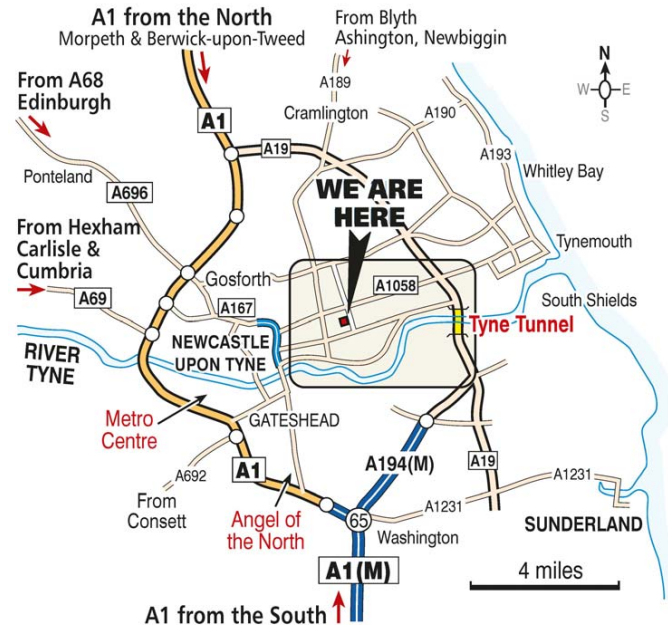 A1 from the North
Morpeth & Berwick-upon-Tweed
From Blyth
Ashington, Newbiggin
N
W
E
S
From A68
Edinburgh
A189
Cramlington
A1
A190
A19
A193
Whitley Bay
Ponteland
A696
WE ARE
HERE
From Hexham
Carlisle &
Cumbria
Tynemouth
Gosforth
A69
A167
A1058
South Shields
Tyne Tunnel
NEWCASTLE
UPON TYNE
RIVER
TYNE
Metro
Centre
GATESHEAD
A692
A1
A194(M)
A19
A1231
From
Consett
Angel of
the North
A1231
65
Washington
SUNDERLAND
A1(M)
4 miles
A1 from the South